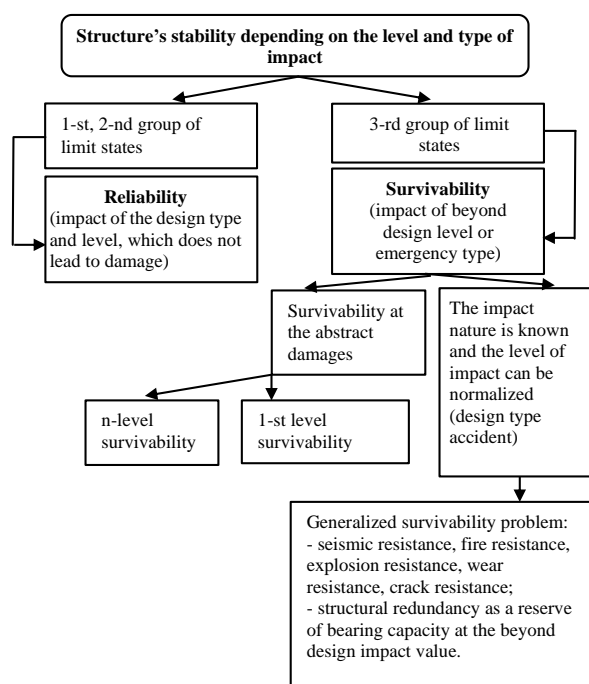 Structure's stability depending on the level and type of
impact
1-st, 2-nd group of
limit states
3-rd group of limit
states
Reliability
(impact of the design type
and level, which does not
lead to damage)
Survivability
(impact of beyond
design level or
emergency type)
Survivability at
the abstract
damages
The impact
nature is known
and the level of
impact can be
normalized
(design type
accident)
n-level
survivability
1-st level
survivability
Generalized survivability problem:
- seismic resistance, fire resistance,
explosion resistance, wear
resistance, crack resistance;
- structural redundancy as a reserve
of bearing capacity at the beyond
design impact value.